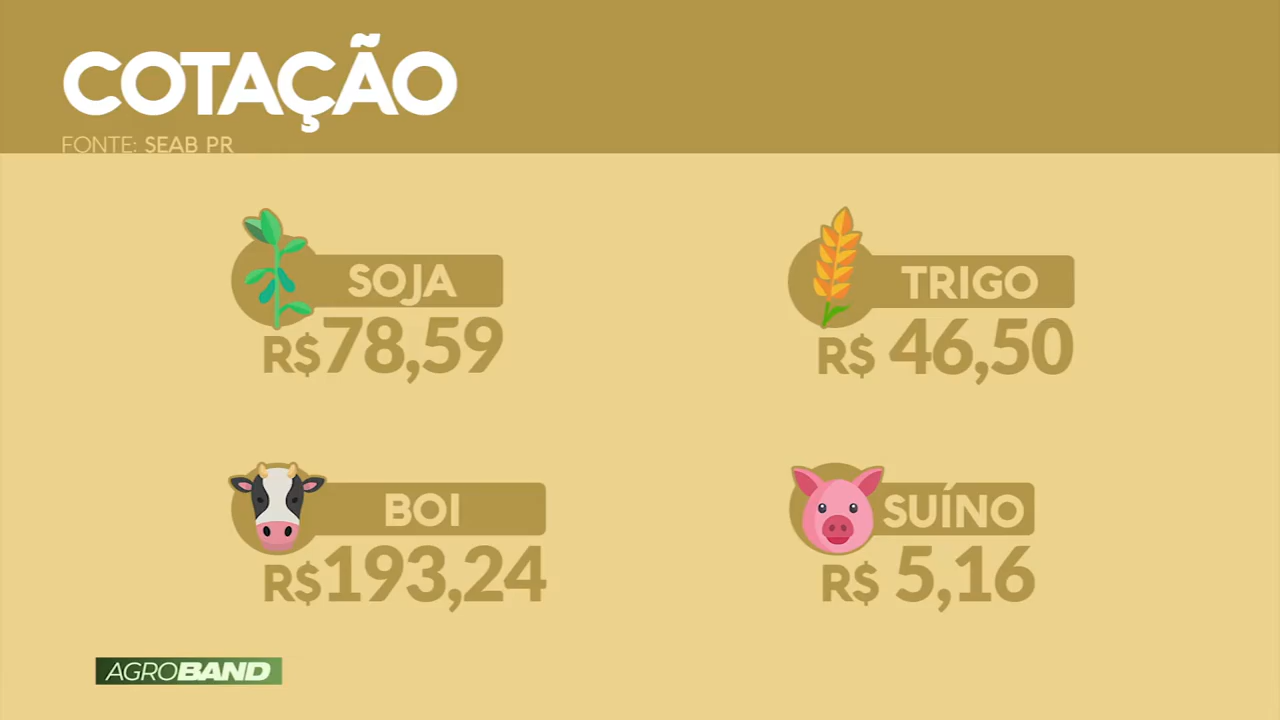 COTAÇÃO
FONTE: SEAB PR
SOJA
R$78,59
TRIGO
R$ 46,50
BOI
R$193,24
SUÍNO
R$ 5,16
AGROBAND